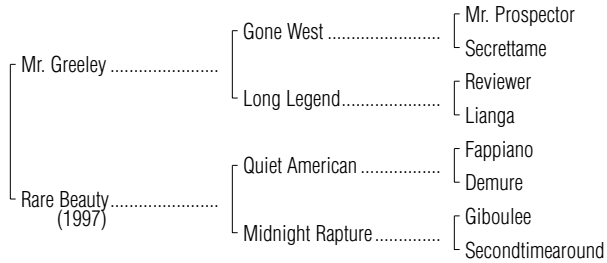 Mr. Prospector
Gone West
Secrettame
Mr. Greeley
Reviewer
Long Legend
Lianga
Fappiano
Quiet American
Demure
Rare Beauty
(1997)
Giboulee
Midnight Rapture
Secondtimearound